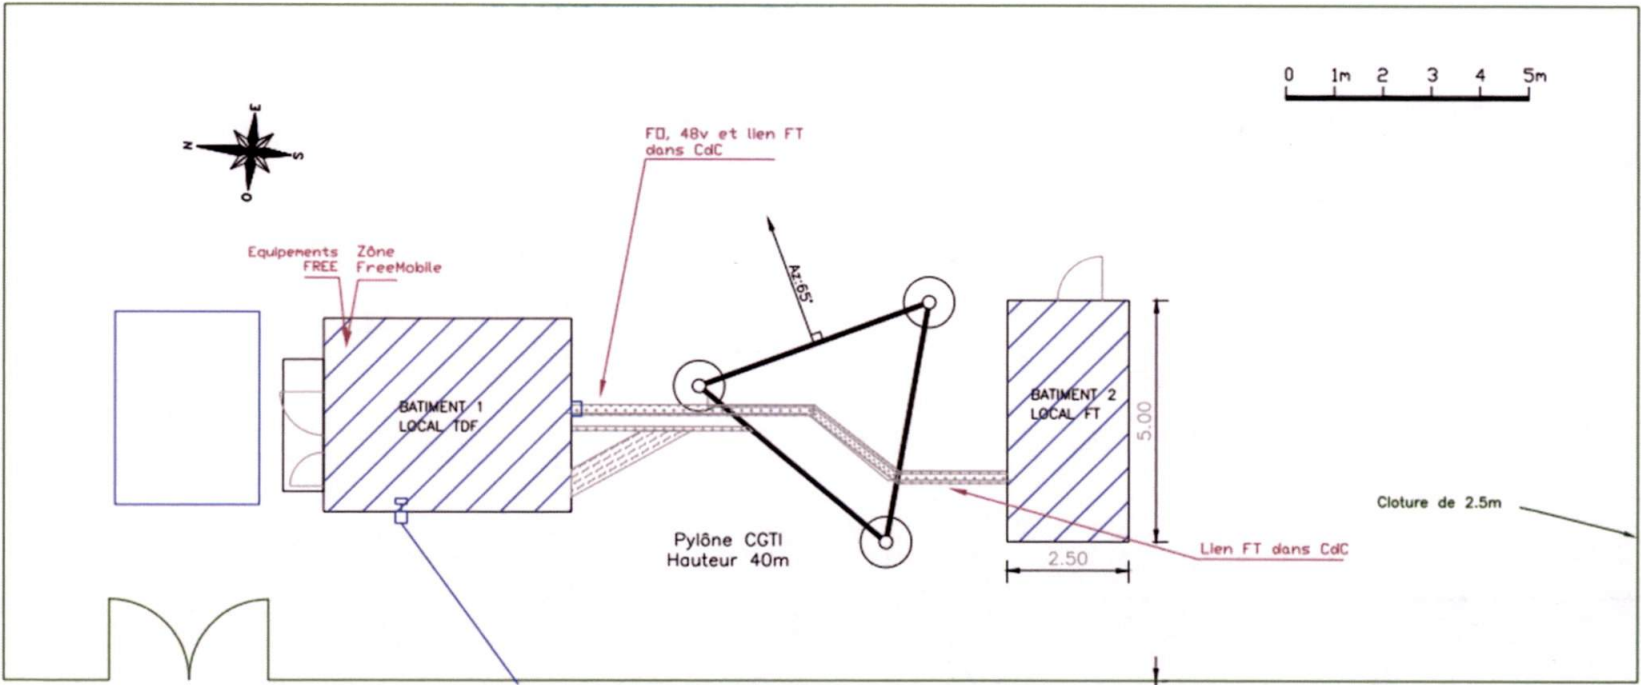 0 1m 2 3 4 5m
E
N
S
O
FO, 48v et lien FT
dans CdC
Az:65°
Equipements Zône
FREE FreeMobile
BATIMENT 1
LOCAL TDF
BATIMENT 2
LOCAL FT
5.00
Cloture de 2.5m
Pylône CGTI
Hauteur 40m
Lien FT dans CdC
2.50